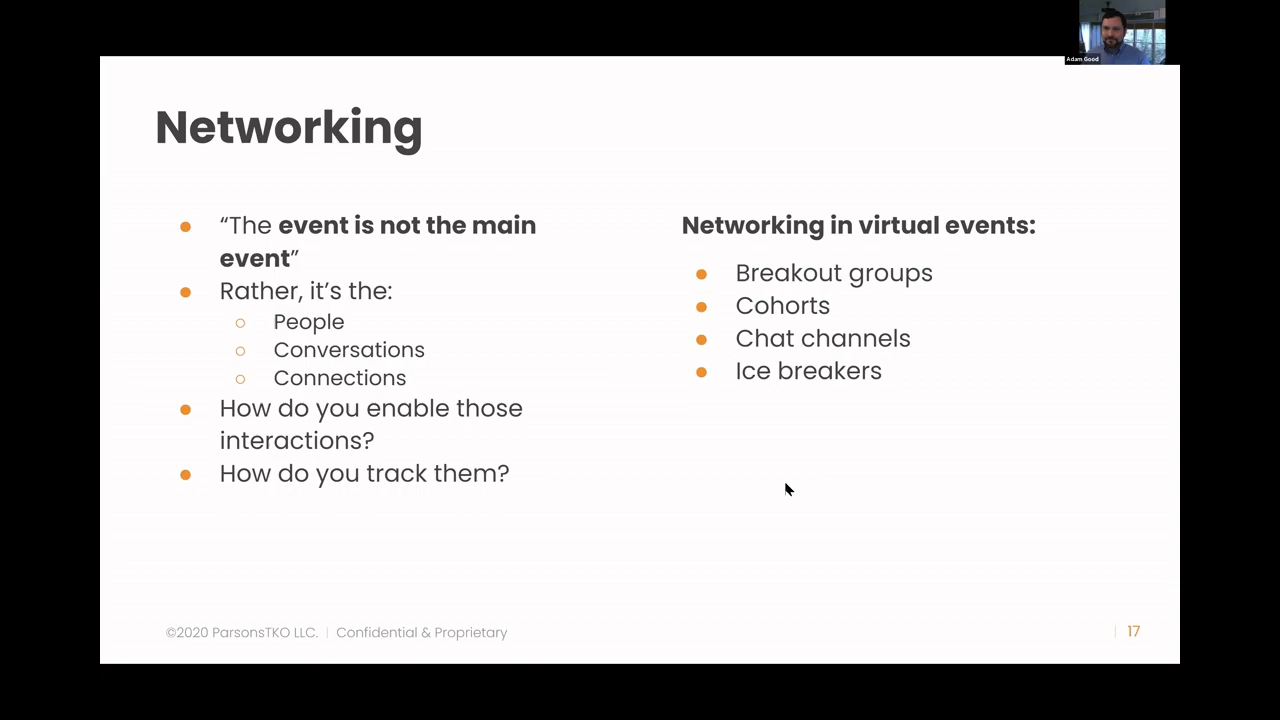 Adam Good
Networking
● “The event is not the main
event”
● Rather, it’s the:
○ People
○ Conversations
○ Connections
● How do you enable those
interactions?
● How do you track them?
Networking in virtual events:
● Breakout groups
● Cohorts
● Chat channels
● Ice breakers
©2020 ParsonsTKO LLC. | Confidential & Proprietary
| 17